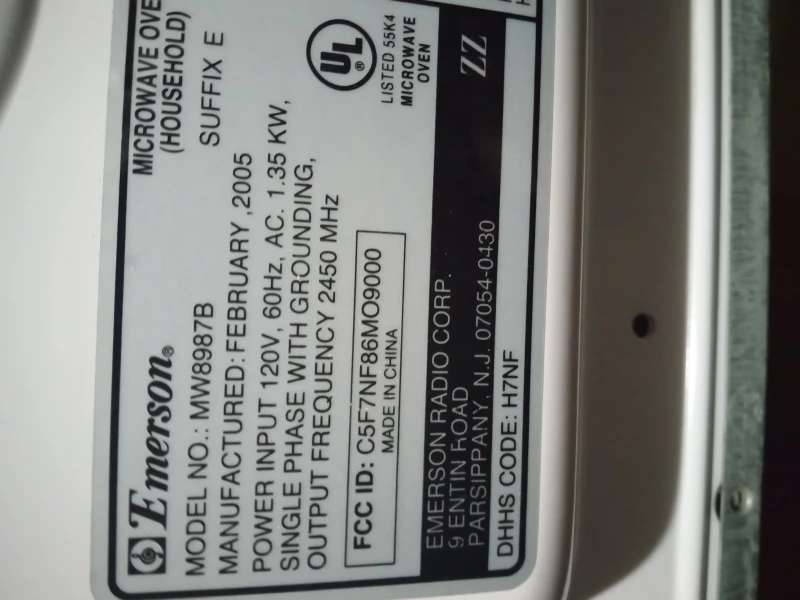 Emerson®
MICROWAVE OVE
(HOUSEHOLD)
MODEL NO.: MW8987B
SUFFIX E
MANUFACTURED: FEBRUARY ,2005
POWER INPUT 120V, 60Hz, AC. 1.35 KW,
SINGLE PHASE WITH GROUNDING,
OUTPUT FREQUENCY 2450 MHz
FCC ID: C5F7NF86MO9000
MADE IN CHINA
UL®
LISTED 55K4
MICROWAVE
OVEN
EMERSON RADIO CORP.
9 ENTIN ROAD
PARSIPPANY, N.J. 07054-0430
ZZ
DHHS CODE: H7NF